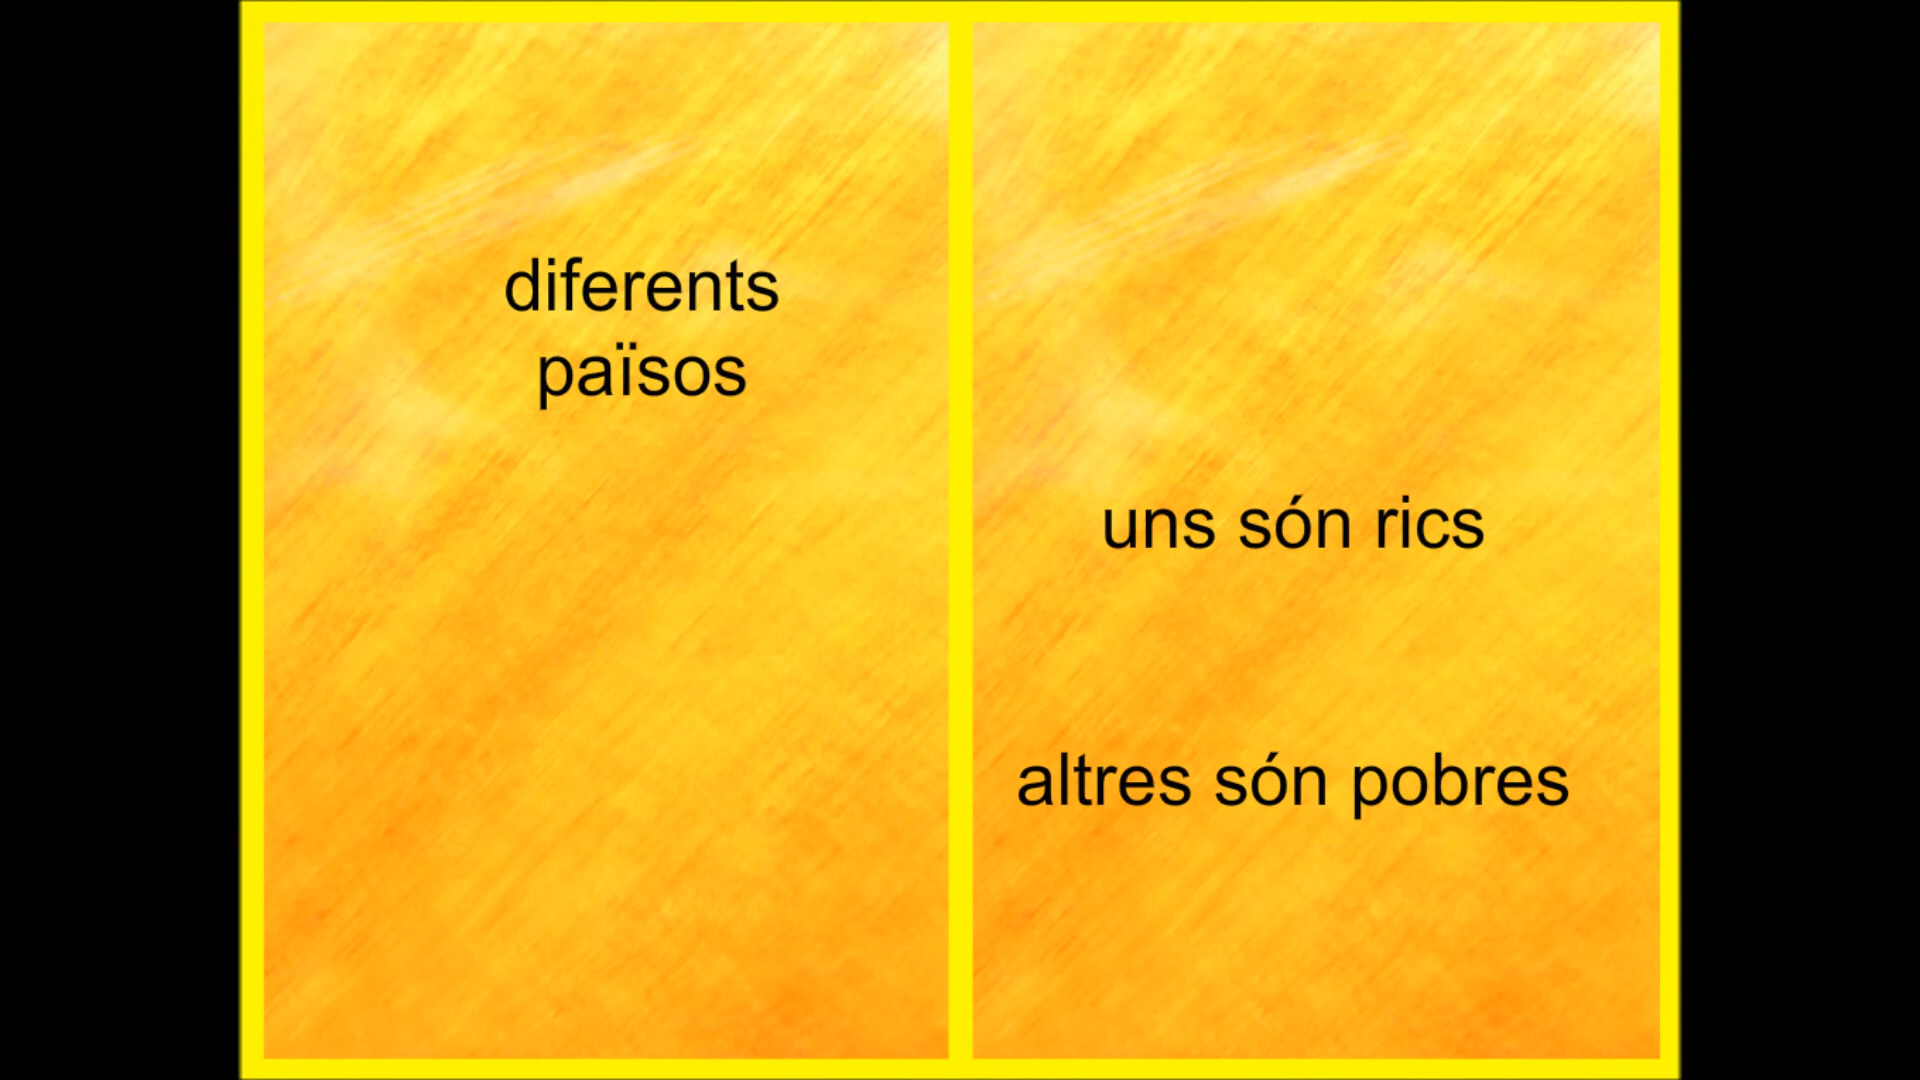 diferents
països
uns són rics
altres són pobres